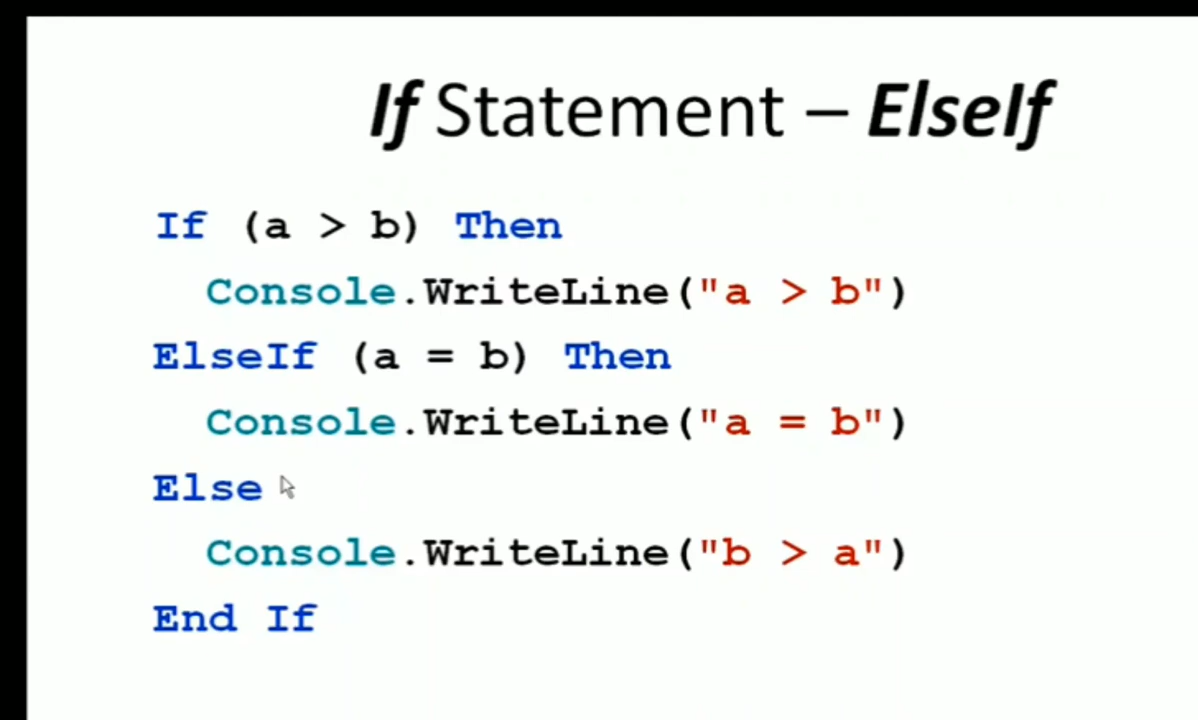 If Statement – ElseIf
If (a > b) Then
Console.WriteLine("a > b")
ElseIf (a = b) Then
Console.WriteLine("a = b")
Else
Console.WriteLine("b > a")
End If